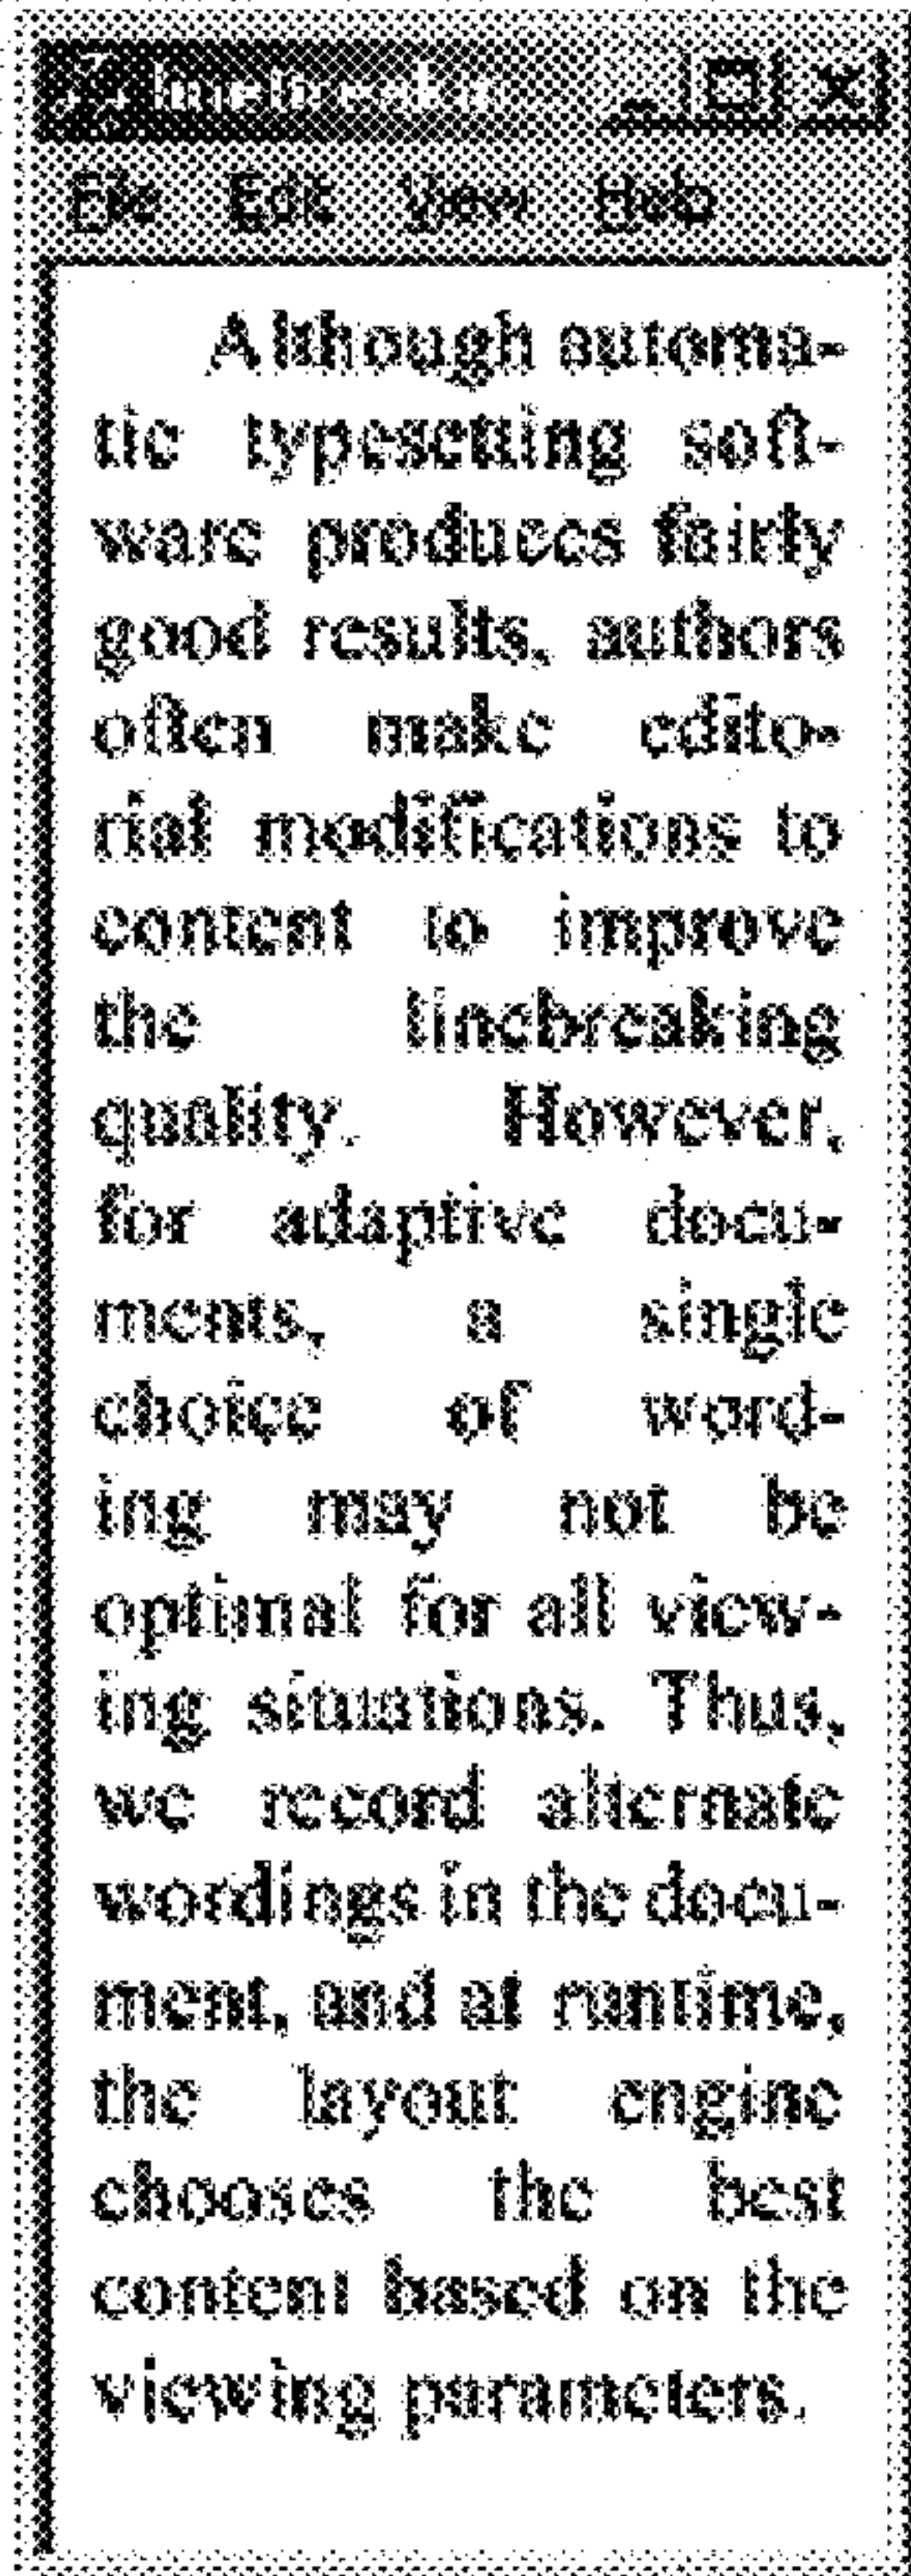 File Edit View Help
Although automa-
tic typesetting soft-
ware produces fairly
good results, authors
often make edito-
rial modifications to
content to improve
the linebreaking
quality. However,
for adaptive docu-
ments, a single
choice of word-
ing may not be
optimal for all view-
ing situations. Thus,
we record alternate
wordings in the docu-
ment, and at runtime,
the layout engine
chooses the best
content based on the
viewing parameters.